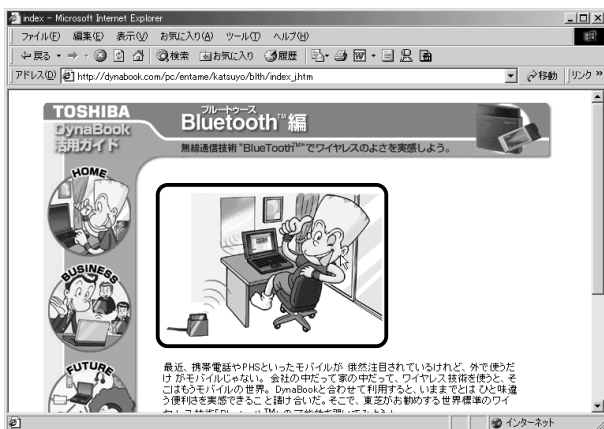 index - Microsoft Internet Explorer
ファイル(F) 編集(E) 表示(V) お気に入り(A) ツール(T) ヘルプ(H)
戻る 検索 お気に入り 履歴
アドレス(D) http://dynabook.com/pc/entame/katsuyo/blth/index_j.htm 移動 リンク »
TOSHIBA
DynaBook
活用ガイド
ブルートゥース
Bluetooth™編
無線通信技術 "BlueTooth™"でワイヤレスのよさを実感しよう。
HOME
BUSINESS
FUTURE
最近、携帯電話やPHSといったモバイルが 俄然注目されているけれど、外で使うだ
け がモバイルじゃない。会社の中だって家の中だって、ワイヤレス技術を使うと、そ
こはもうモバイルの世界。DynaBookと合わせて利用すると、いままでとは ひと味違
う便利さを実感できること請け合いだ。そこで、東芝がお勧めする世界標準のワイ
インターネット